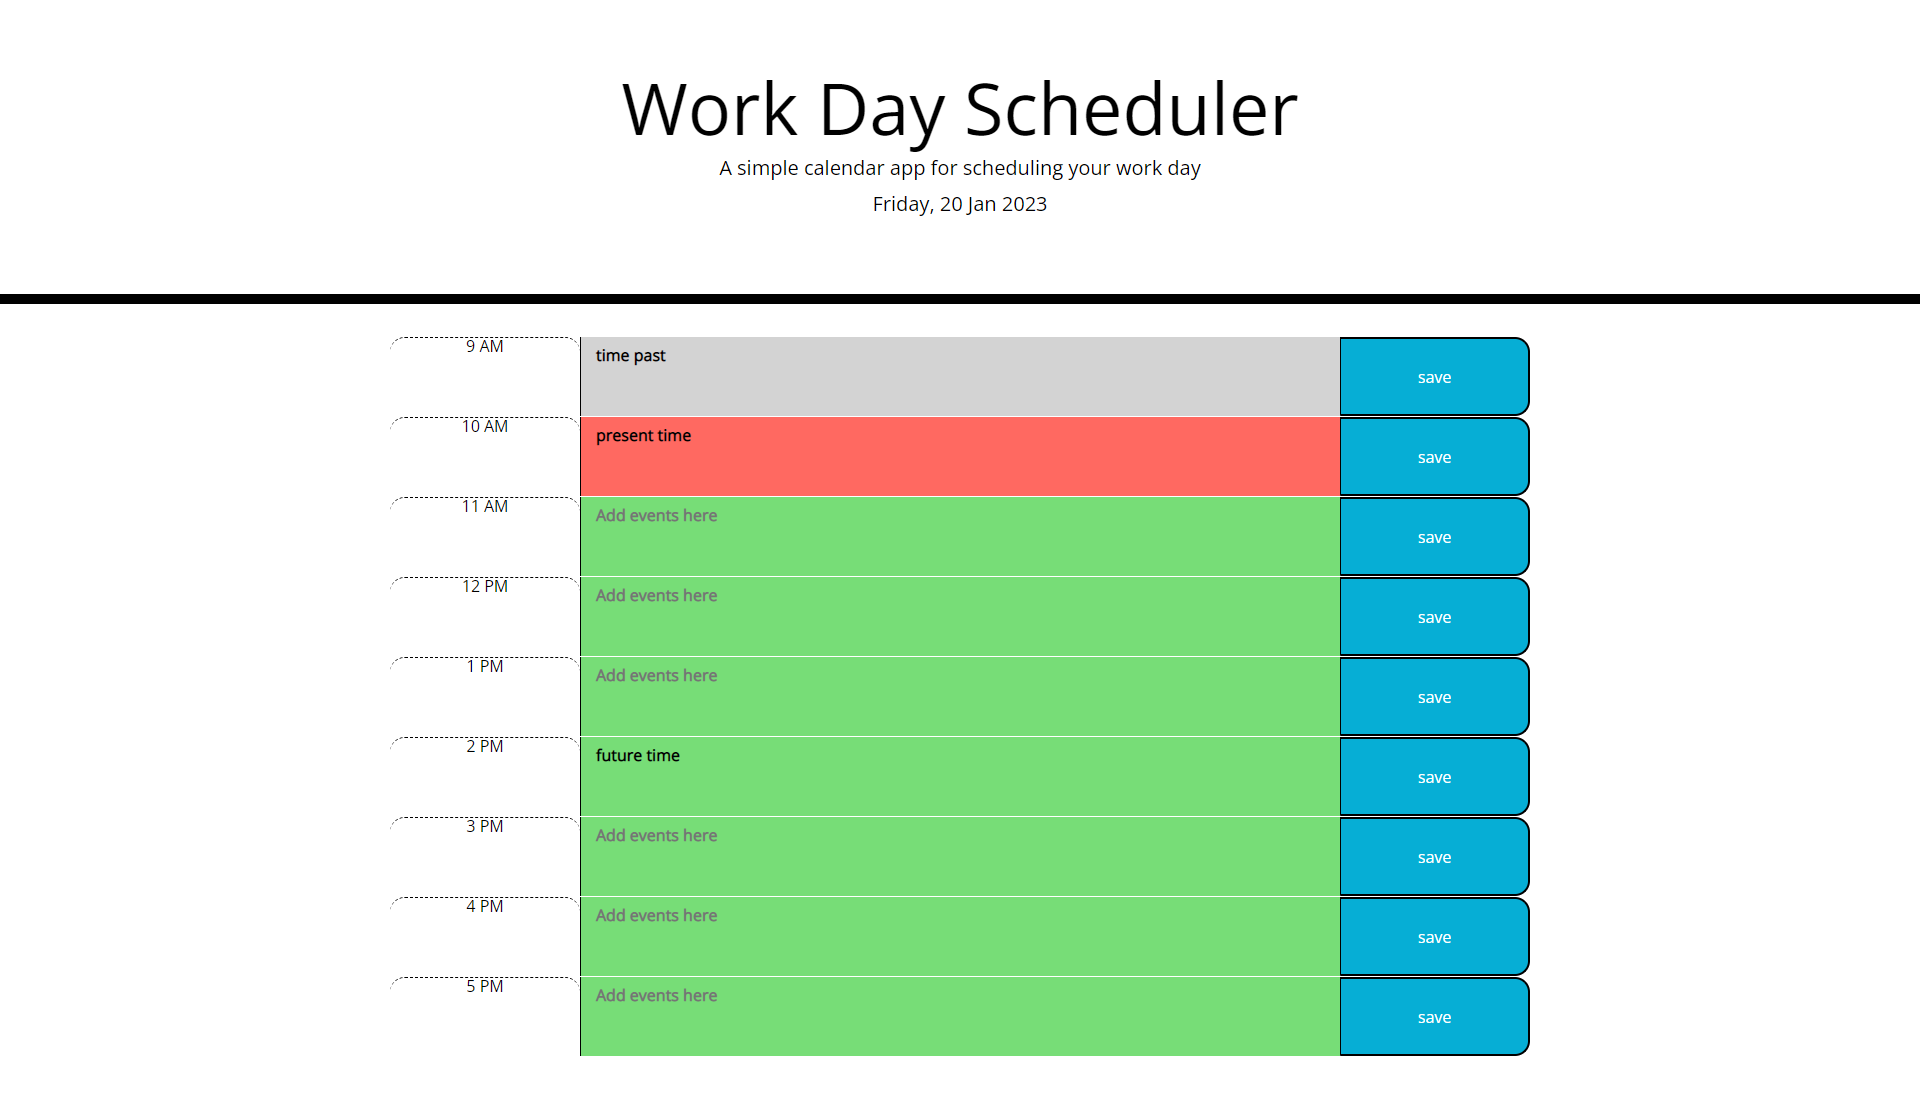 Work Day Scheduler
A simple calendar app for scheduling your work day
Friday, 20 Jan 2023
9 AM time past save
10 AM present time save
11 AM Add events here save
12 PM Add events here save
1 PM Add events here save
2 PM future time save
3 PM Add events here save
4 PM Add events here save
5 PM Add events here save